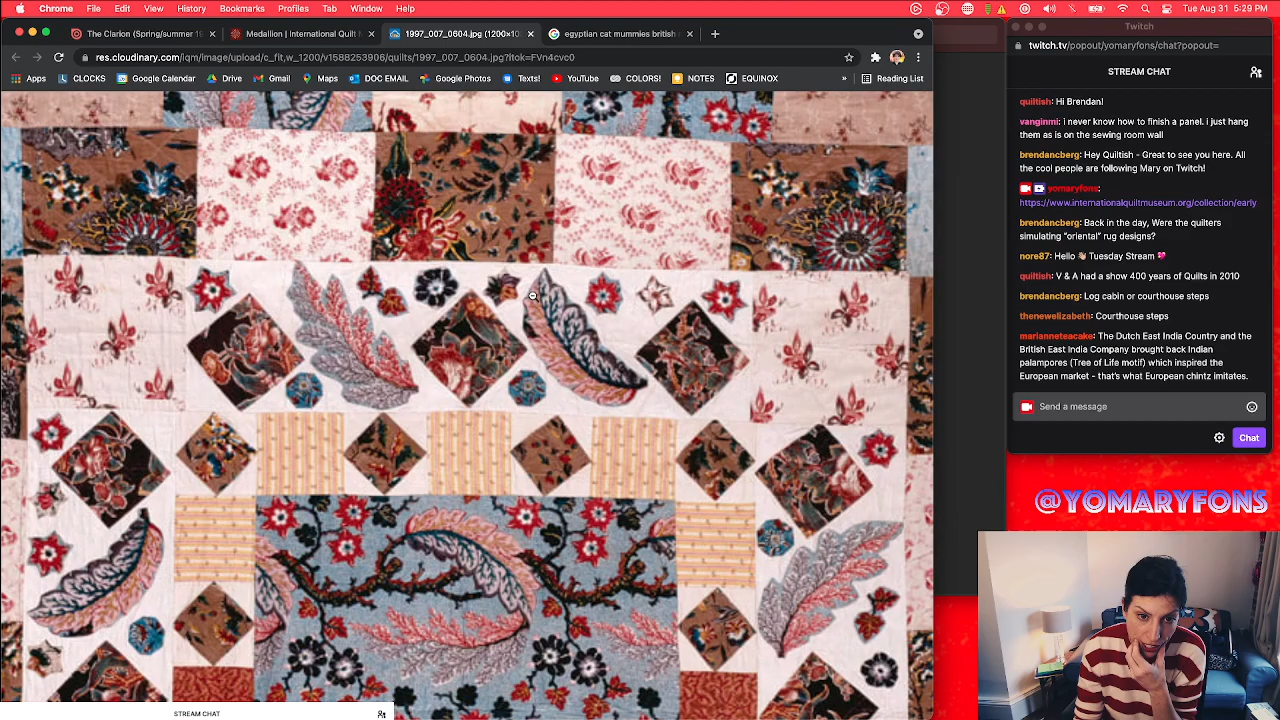 Chrome File Edit View History Bookmarks Profiles Tab Window Help Tue Aug 31 5:29 PM
The Clarion (Spring/summer 19
Medallion | International Quilt M
1997_007_0604.jpg (1200×10
egyptian cat mummies british
res.cloudinary.com/iqm/image/upload/c_fit,w_1200/v1588253906/quilts/1997_007_0604.jpg?itok=FVn4cvc0
Apps CLOCKS Google Calendar Drive Gmail Maps DOC EMAIL Google Photos Texts! YouTube COLORS! NOTES EQUINOX » Reading List
Twitch
twitch.tv/popout/yomaryfons/chat?popout=
STREAM CHAT
quiltish: Hi Brendan!
vanginmi: i never know how to finish a panel. i just hang
them as is on the sewing room wall
brendancberg: Hey Quiltish - Great to see you here. All
the cool people are following Mary on Twitch!
yomaryfons:
https://www.internationalquiltmuseum.org/collection/early
brendancberg: Back in the day, Were the quilters
simulating "oriental" rug designs?
nore87: Hello 👋🏻 Tuesday Stream 💖
quiltish: V & A had a show 400 years of Quilts in 2010
brendancberg: Log cabin or courthouse steps
thenewelizabeth: Courthouse steps
marianneteacake: The Dutch East India Country and the
British East India Company brought back Indian
palampores (Tree of Life motif) which inspired the
European market - that's what European chintz imitates.
Send a message
Chat
@YOMARYFONS
STREAM CHAT